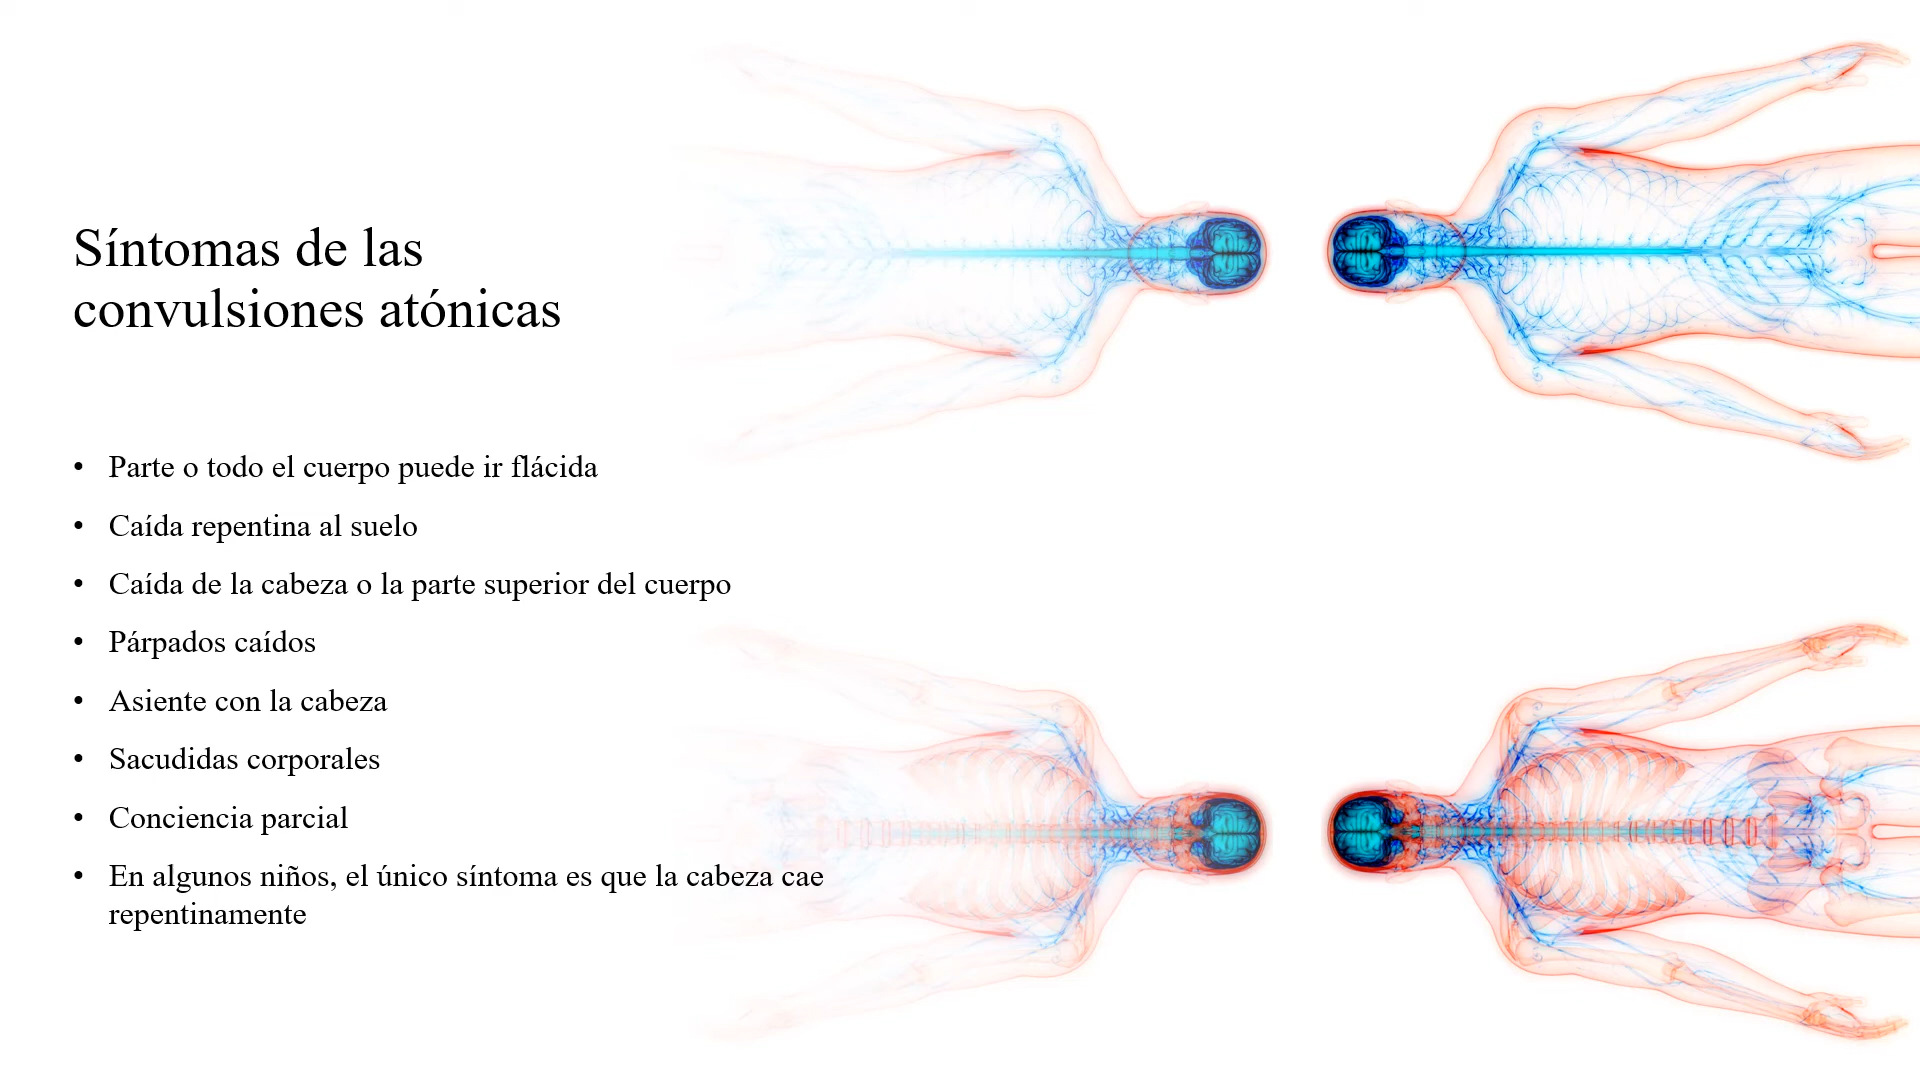 Síntomas de las
convulsiones atónicas
• Parte o todo el cuerpo puede ir flácida
• Caída repentina al suelo
• Caída de la cabeza o la parte superior del cuerpo
• Párpados caídos
• Asiente con la cabeza
• Sacudidas corporales
• Conciencia parcial
• En algunos niños, el único síntoma es que la cabeza cae
repentinamente